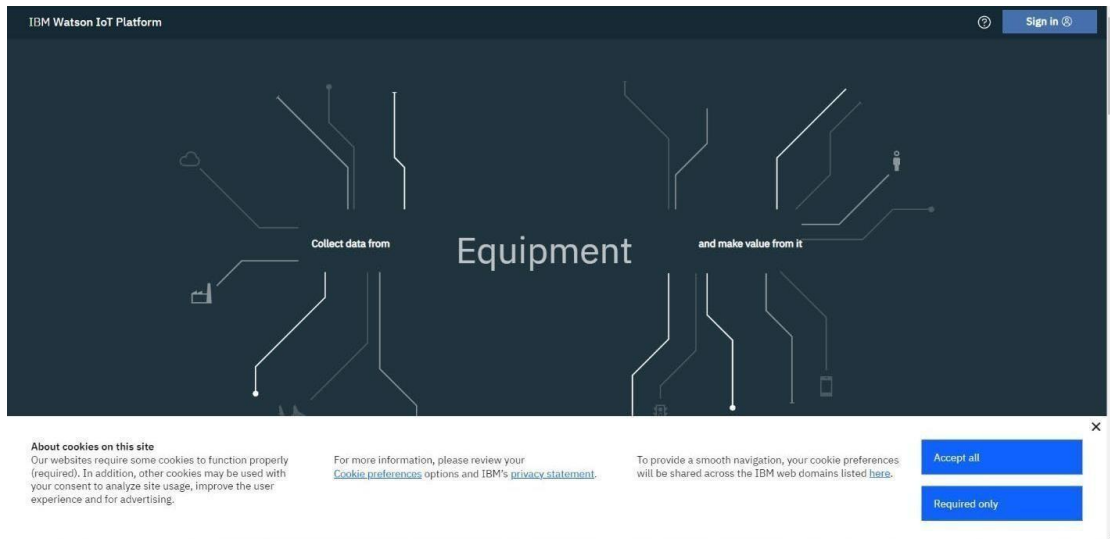 IBM Watson IoT Platform
Sign in
Collect data from
Equipment
and make value from it
About cookies on this site
Our websites require some cookies to function properly
(required). In addition, other cookies may be used with
your consent to analyze site usage, improve the user
experience and for advertising.
For more information, please review your
Cookie preferences options and IBM's privacy statement.
To provide a smooth navigation, your cookie preferences
will be shared across the IBM web domains listed here.
Accept all
Required only